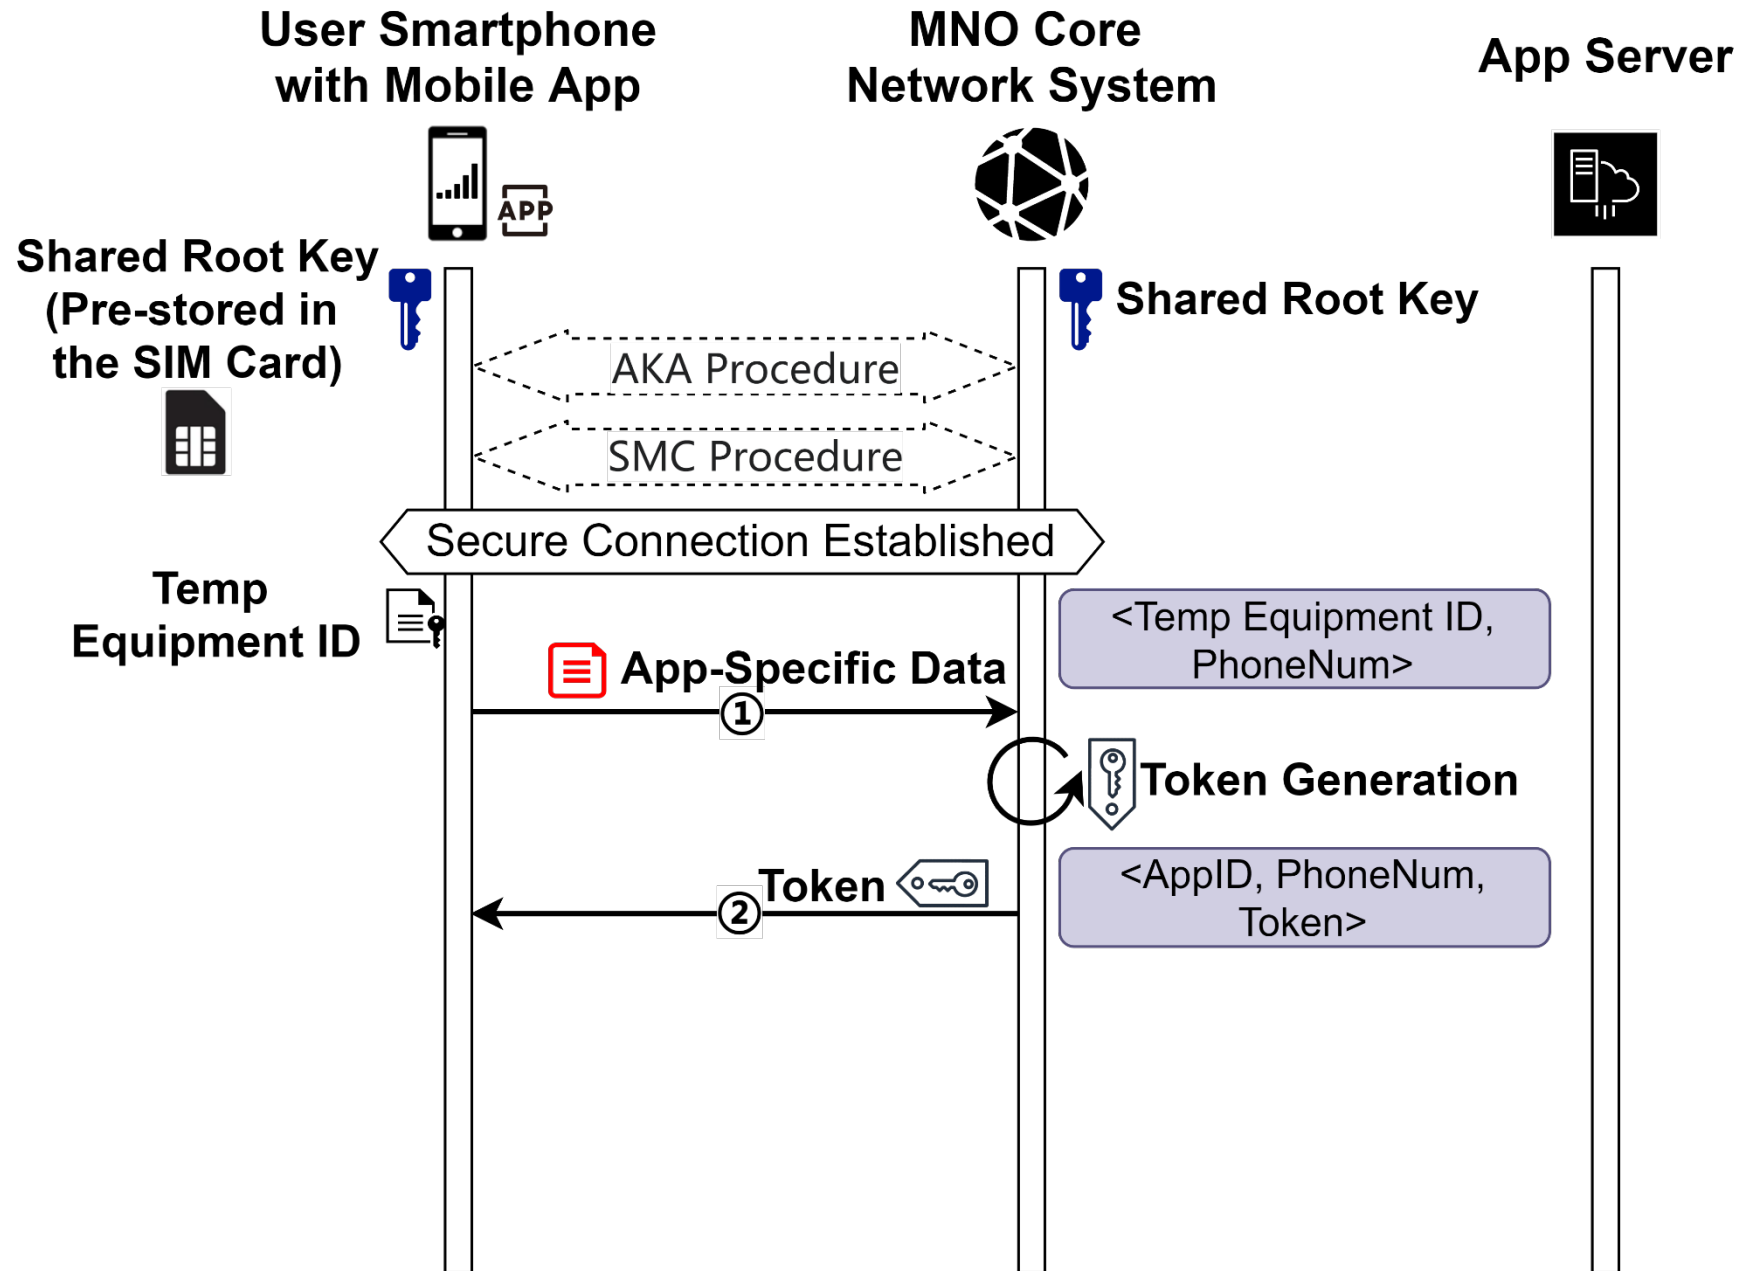 User Smartphone
with Mobile App
MNO Core
Network System
App Server
APP
Shared Root Key
(Pre-stored in
the SIM Card)
Shared Root Key
AKA Procedure
SMC Procedure
Secure Connection Established
Temp
Equipment ID
<Temp Equipment ID,
PhoneNum>
App-Specific Data
1
Token Generation
Token
2
<AppID, PhoneNum,
Token>